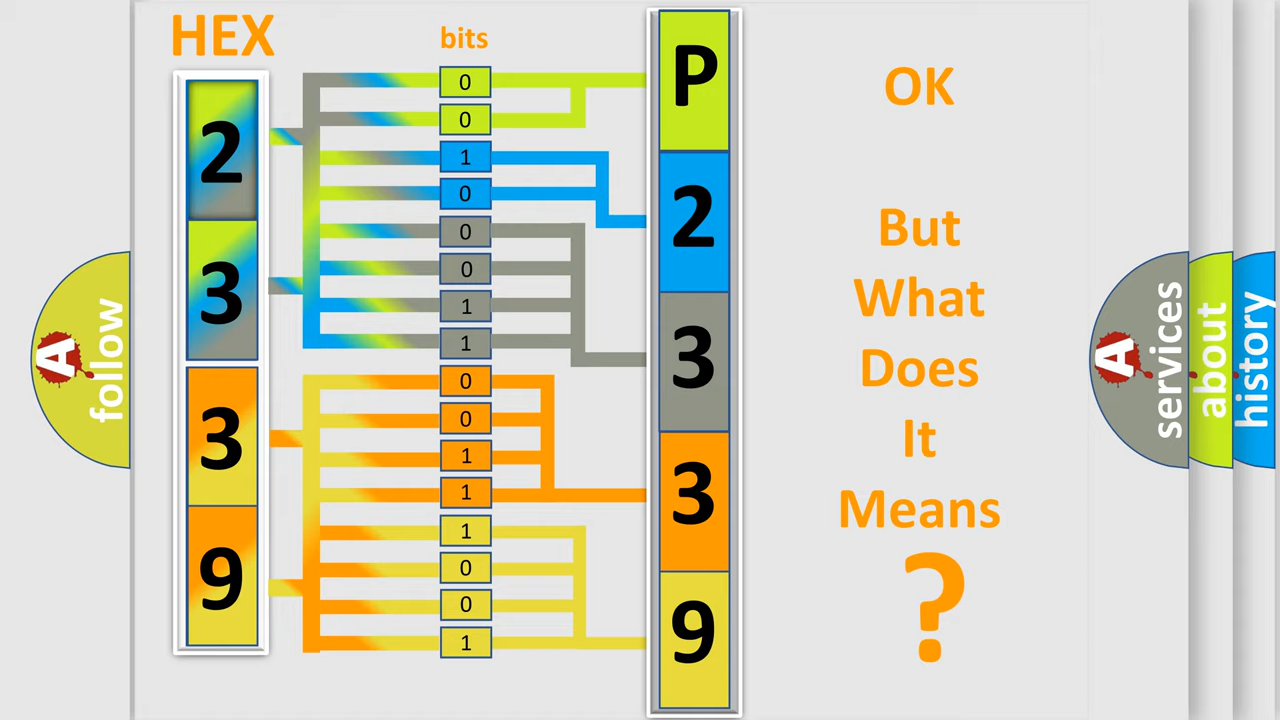 HEX
bits
2
3
3
9
0
0
1
0
0
0
1
1
0
0
1
1
1
0
0
1
P
2
3
3
9
OK
But
What
Does
It
Means
?
A
follow
A
services
about
history